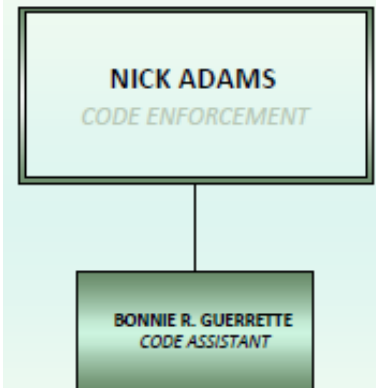 NICK ADAMS
CODE ENFORCEMENT
BONNIE R. GUERRETTE
CODE ASSISTANT